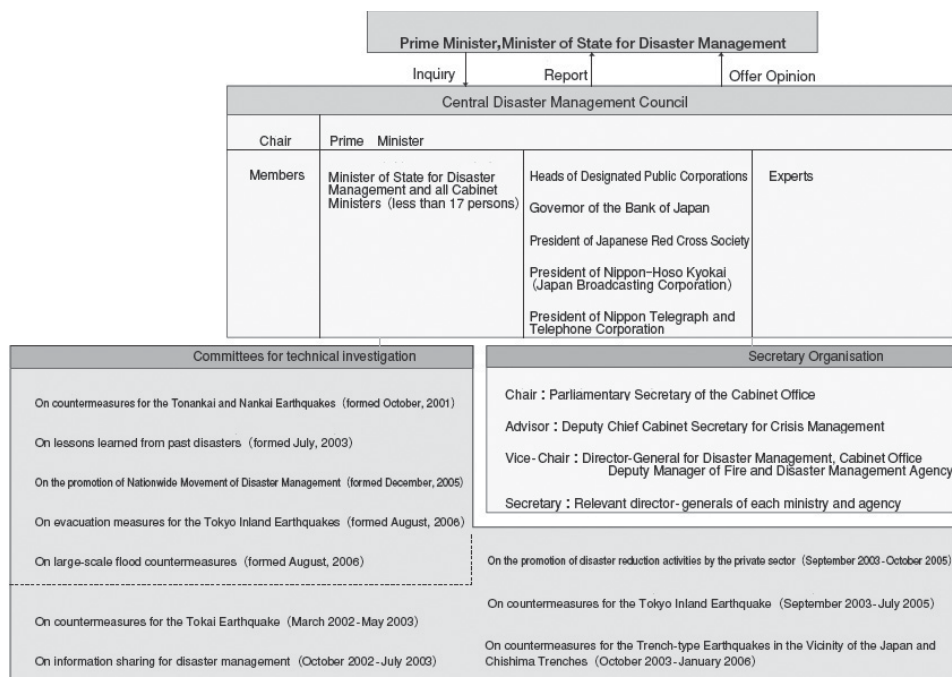 Prime Minister,Minister of State for Disaster Management
Inquiry
Report
Offer Opinion
Central Disaster Management Council
Chair
Prime Minister
Members
Minister of State for Disaster
Management and all Cabinet
Ministers (less than 17 persons)
Heads of Designated Public Corporations
Governor of the Bank of Japan
President of Japanese Red Cross Society
President of Nippon-Hoso Kyokai
(Japan Broadcasting Corporation)
President of Nippon Telegraph and
Telephone Corporation
Experts
Committees for technical investigation
On countermeasures for the Tonankai and Nankai Earthquakes (formed October, 2001)
On lessons learned from past disasters (formed July, 2003)
On the promotion of Nationwide Movement of Disaster Management (formed December, 2005)
On evacuation measures for the Tokyo Inland Earthquakes (formed August, 2006)
On large-scale flood countermeasures (formed August, 2006)
On countermeasures for the Tokai Earthquake (March 2002-May 2003)
On information sharing for disaster management (October 2002-July 2003)
Secretary Organisation
Chair : Parliamentary Secretary of the Cabinet Office
Advisor : Deputy Chief Cabinet Secretary for Crisis Management
Vice-Chair : Director-General for Disaster Management, Cabinet Office
Deputy Manager of Fire and Disaster Management Agency
Secretary : Relevant director-generals of each ministry and agency
On the promotion of disaster reduction activities by the private sector (September 2003-October 2005)
On countermeasures for the Tokyo Inland Earthquake (September 2003-July 2005)
On countermeasures for the Trench-type Earthquakes in the Vicinity of the Japan and
Chishima Trenches (October 2003-January 2006)